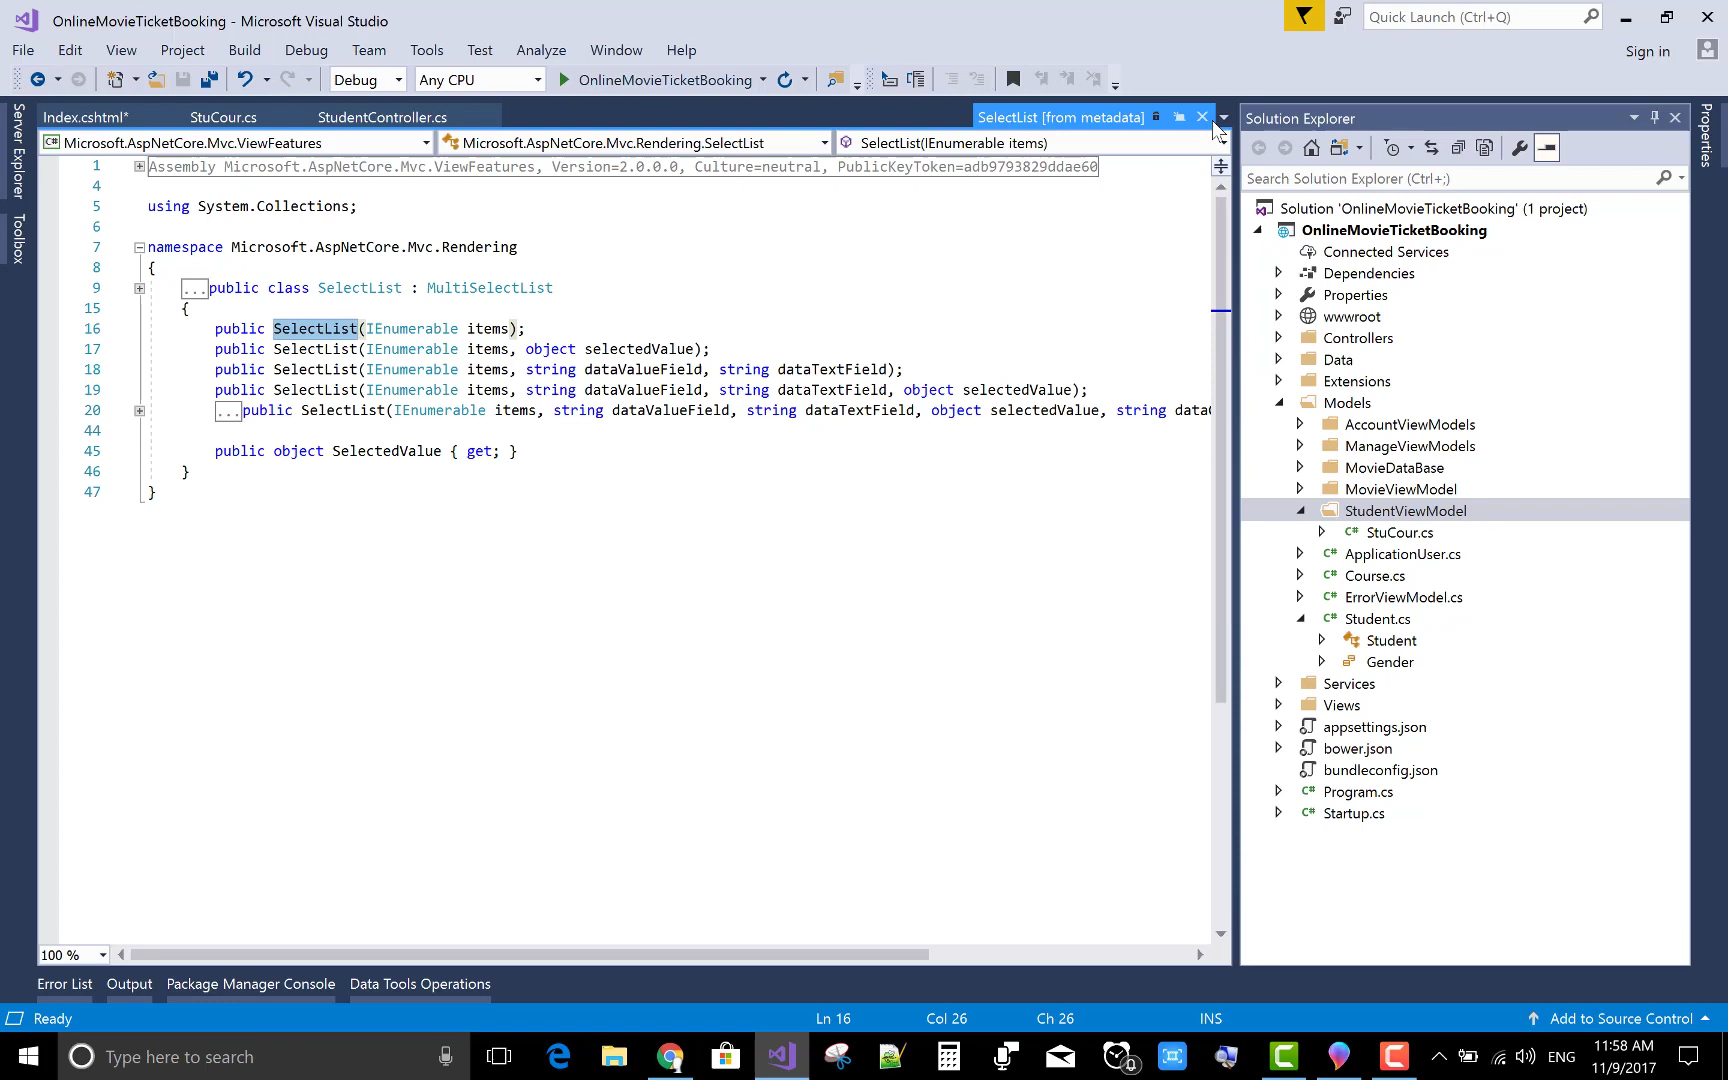 OnlineMovieTicketBooking - Microsoft Visual Studio
Quick Launch (Ctrl+Q)
File Edit View Project Build Debug Team Tools Test Analyze Window Help
Sign in
Debug Any CPU OnlineMovieTicketBooking
Server Explorer
Toolbox
Index.cshtml* StuCour.cs StudentController.cs SelectList [from metadata]
Microsoft.AspNetCore.Mvc.ViewFeatures Microsoft.AspNetCore.Mvc.Rendering.SelectList SelectList(IEnumerable items)
1 Assembly Microsoft.AspNetCore.Mvc.ViewFeatures, Version=2.0.0.0, Culture=neutral, PublicKeyToken=adb9793829ddae60
4
5 using System.Collections;
6
7 namespace Microsoft.AspNetCore.Mvc.Rendering
8 {
9 ...public class SelectList : MultiSelectList
15 {
16 public SelectList(IEnumerable items);
17 public SelectList(IEnumerable items, object selectedValue);
18 public SelectList(IEnumerable items, string dataValueField, string dataTextField);
19 public SelectList(IEnumerable items, string dataValueField, string dataTextField, object selectedValue);
20 ...public SelectList(IEnumerable items, string dataValueField, string dataTextField, object selectedValue, string data
44
45 public object SelectedValue { get; }
46 }
47 }
100 %
Solution Explorer
Search Solution Explorer (Ctrl+;)
Solution 'OnlineMovieTicketBooking' (1 project)
OnlineMovieTicketBooking
Connected Services
Dependencies
Properties
wwwroot
Controllers
Data
Extensions
Models
AccountViewModels
ManageViewModels
MovieDataBase
MovieViewModel
StudentViewModel
C# StuCour.cs
C# ApplicationUser.cs
C# Course.cs
C# ErrorViewModel.cs
C# Student.cs
Student
Gender
Services
Views
appsettings.json
bower.json
bundleconfig.json
C# Program.cs
C# Startup.cs
Properties
Error List Output Package Manager Console Data Tools Operations
Ready Ln 16 Col 26 Ch 26 INS Add to Source Control
Type here to search
ENG
11:58 AM
11/9/2017